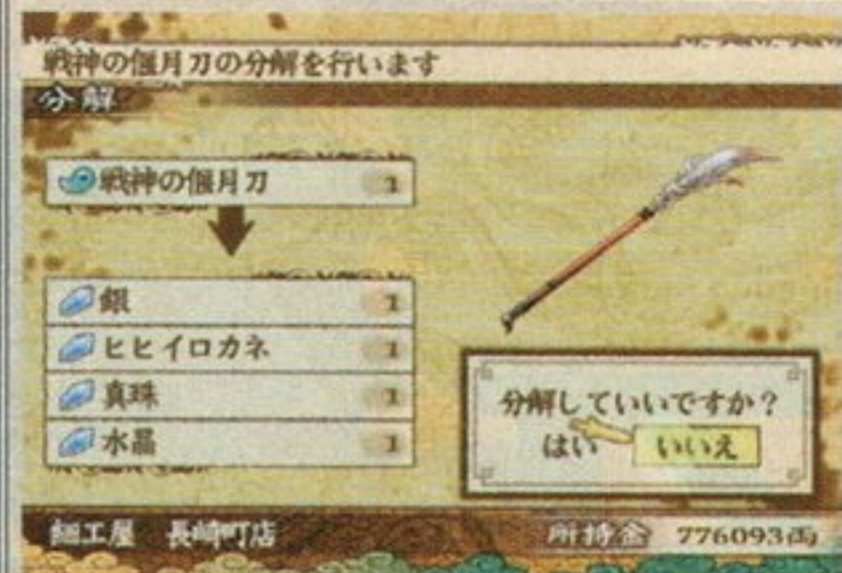 戦神の偃月刀の分解を行います
分解
戦神の偃月刀 1
銀 1
ヒヒイロカネ 1
真珠 1
水晶 1
分解していいですか？
はい いいえ
細工屋 長崎町店 所持金 776093両